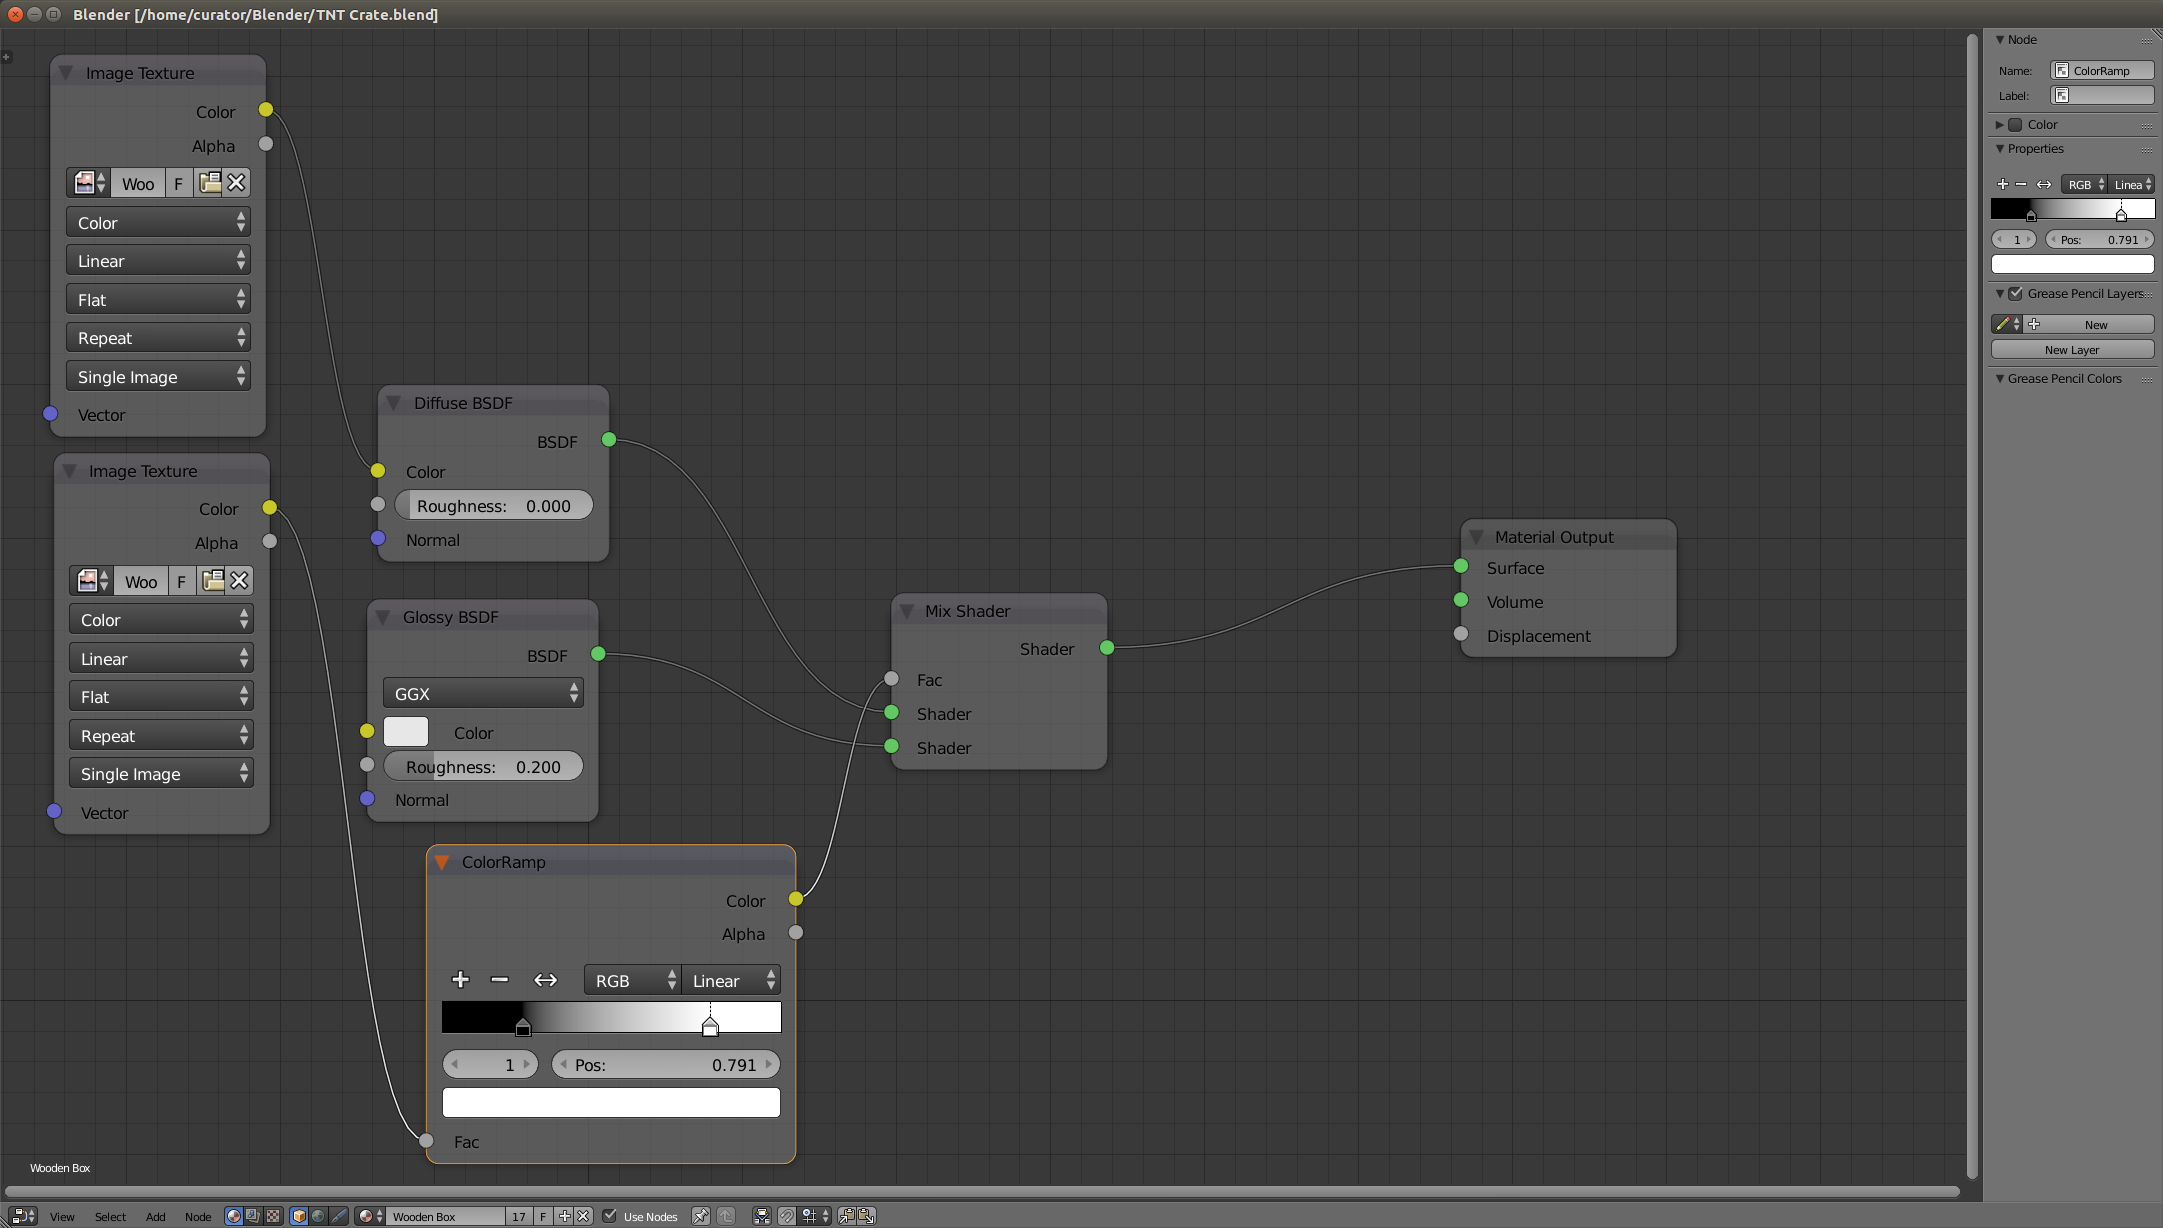 Blender [/home/curator/Blender/TNT Crate.blend]
Image Texture
Color
Alpha
Woo F
Color
Linear
Flat
Repeat
Single Image
Vector
Image Texture
Color
Alpha
Woo F
Color
Linear
Flat
Repeat
Single Image
Vector
Diffuse BSDF
BSDF
Color
Roughness: 0.000
Normal
Glossy BSDF
BSDF
GGX
Color
Roughness: 0.200
Normal
ColorRamp
Color
Alpha
RGB Linear
1 Pos: 0.791
Fac
Mix Shader
Shader
Fac
Shader
Shader
Material Output
Surface
Volume
Displacement
Node
Name: ColorRamp
Label:
Color
Properties
RGB Linea
1 Pos: 0.791
Grease Pencil Layers
New
New Layer
Grease Pencil Colors
Wooden Box
View Select Add Node Wooden Box 17 F Use Nodes